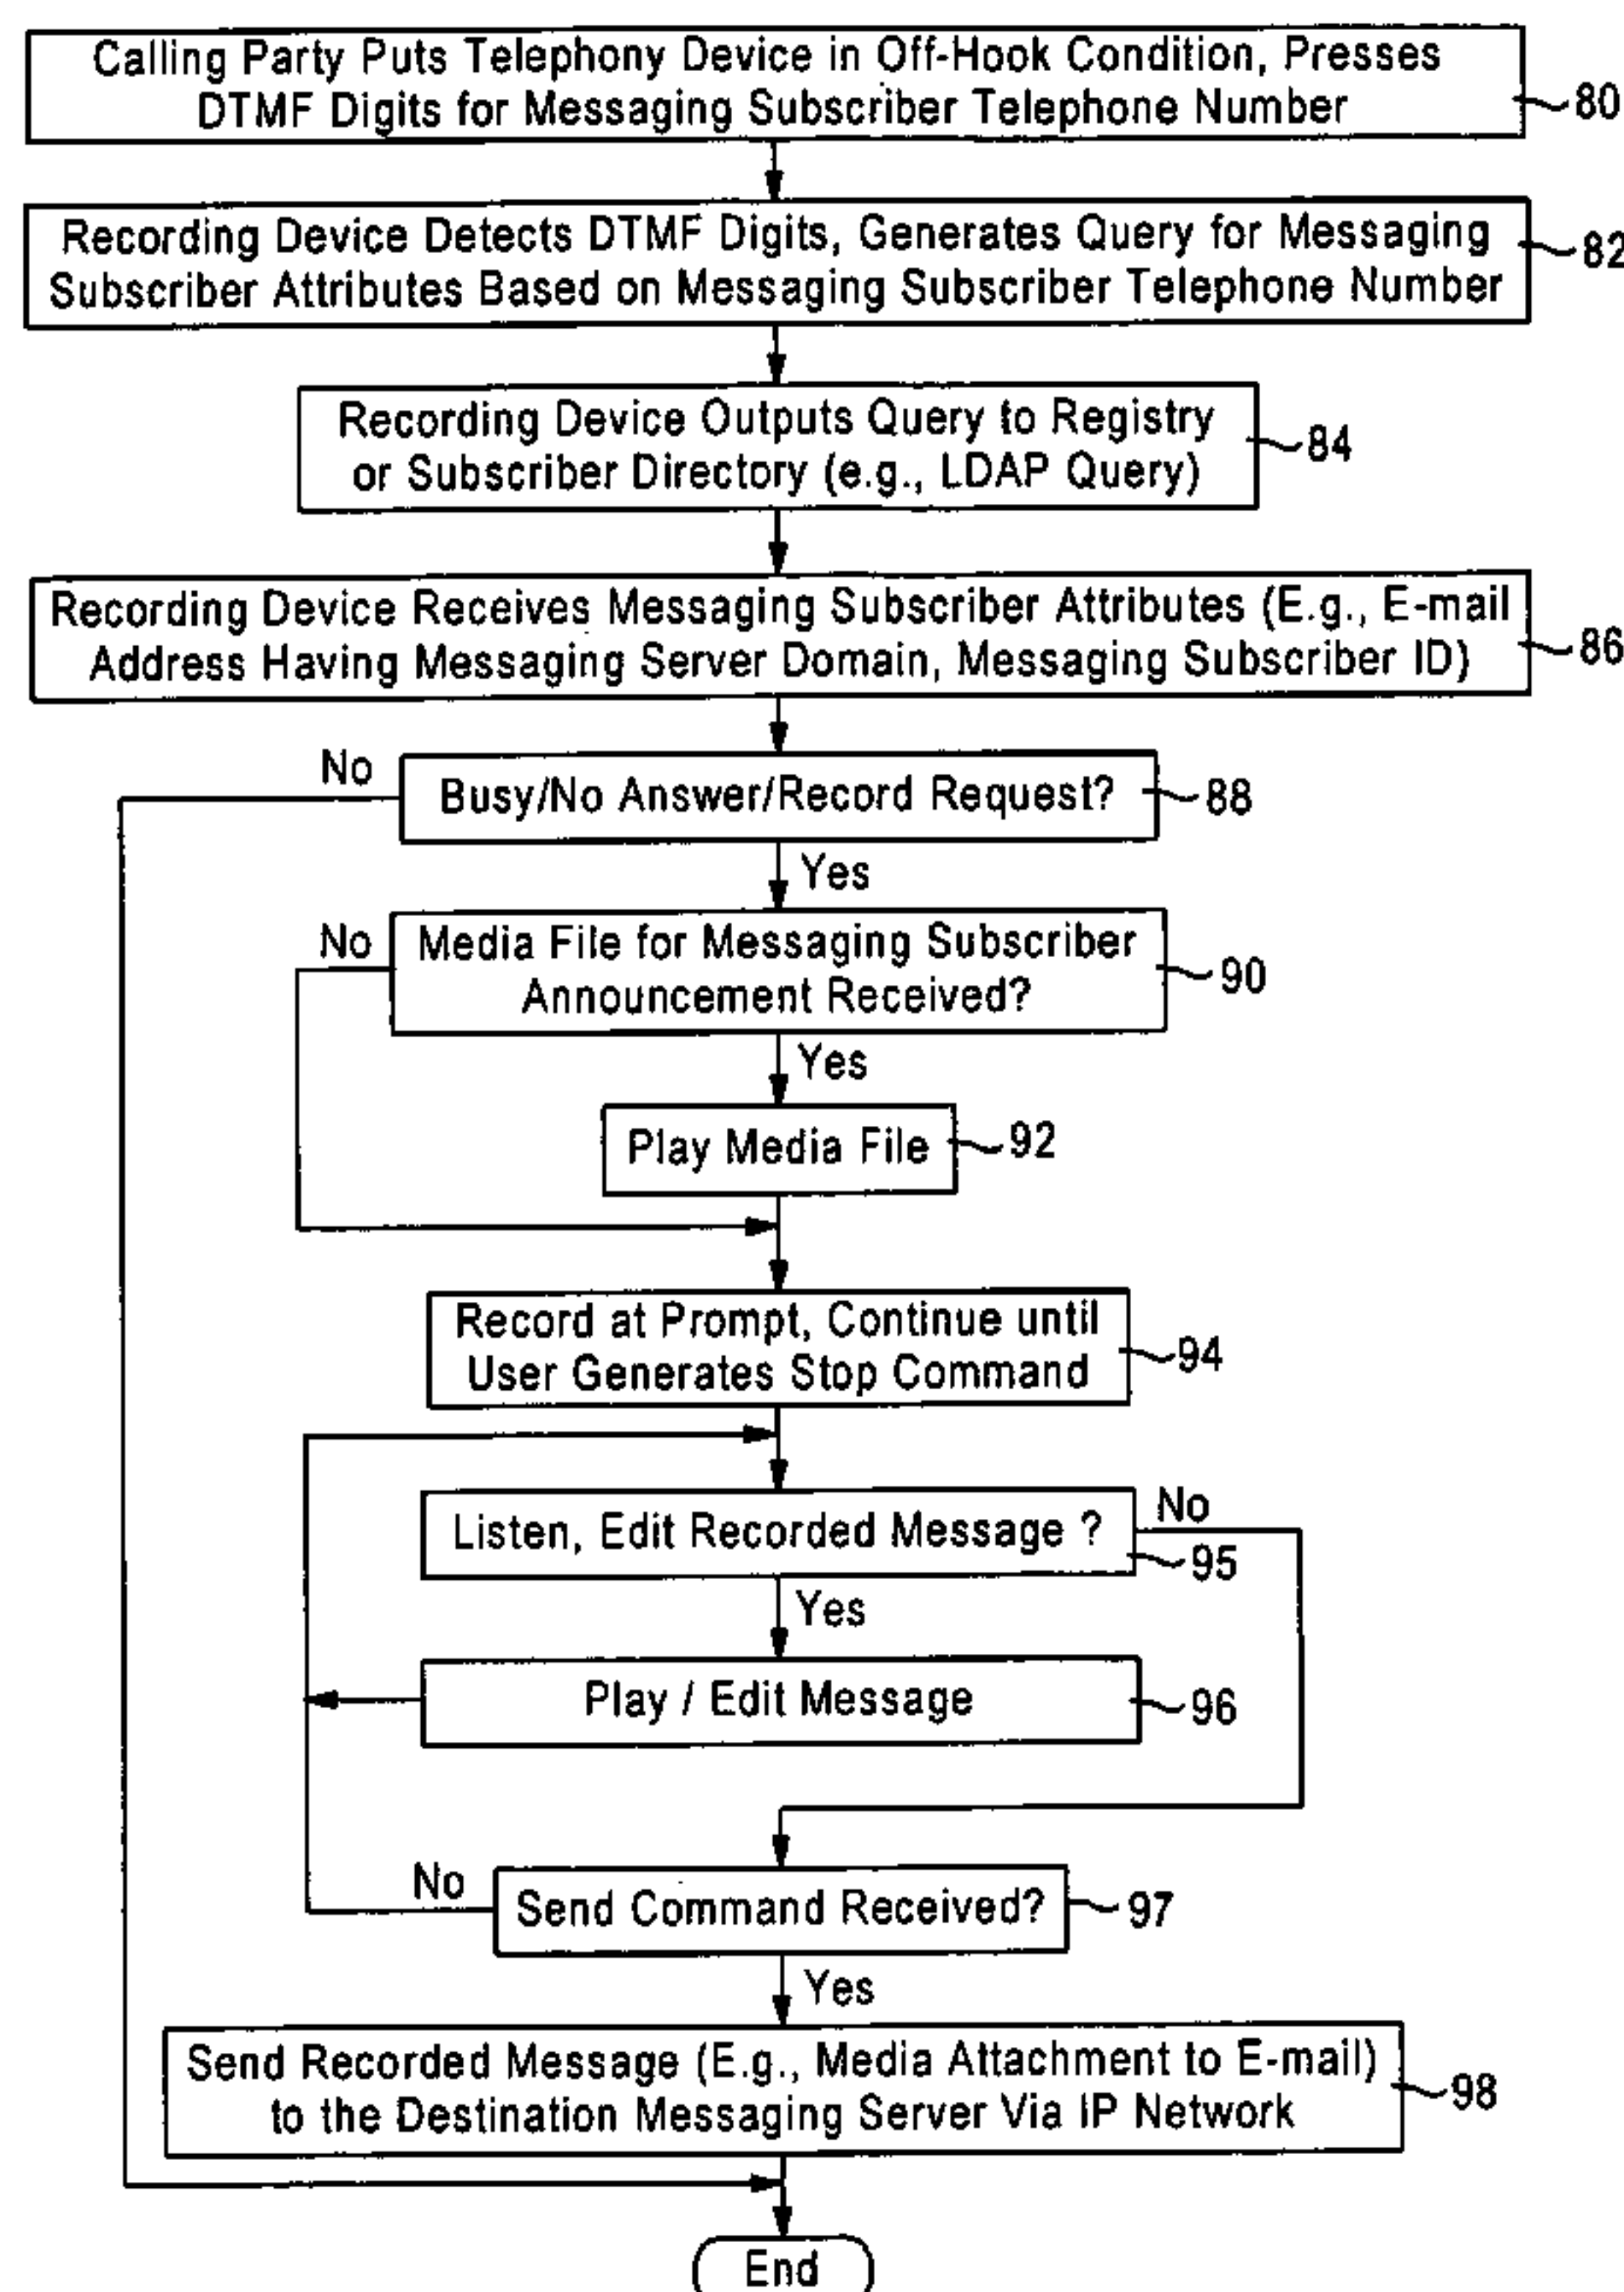 Calling Party Puts Telephony Device in Off-Hook Condition, Presses
DTMF Digits for Messaging Subscriber Telephone Number
80
Recording Device Detects DTMF Digits, Generates Query for Messaging
Subscriber Attributes Based on Messaging Subscriber Telephone Number
82
Recording Device Outputs Query to Registry
or Subscriber Directory (e.g., LDAP Query)
84
Recording Device Receives Messaging Subscriber Attributes (E.g., E-mail
Address Having Messaging Server Domain, Messaging Subscriber ID)
86
No
Busy/No Answer/Record Request?
88
Yes
No
Media File for Messaging Subscriber
Announcement Received?
90
Yes
Play Media File
92
Record at Prompt, Continue until
User Generates Stop Command
94
Listen, Edit Recorded Message ?
No
95
Yes
Play / Edit Message
96
No
Send Command Received?
97
Yes
Send Recorded Message (E.g., Media Attachment to E-mail)
to the Destination Messaging Server Via IP Network
98
End